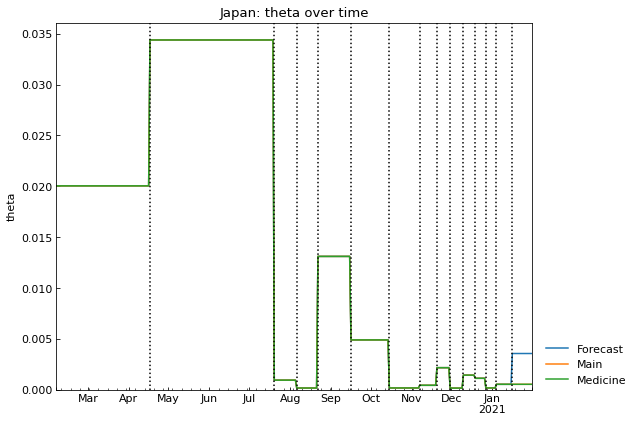 Japan: theta over time
theta
0.035
0.030
0.025
0.020
0.015
0.010
0.005
0.000
Mar Apr May Jun Jul Aug Sep Oct Nov Dec Jan
2021
Forecast
Main
Medicine